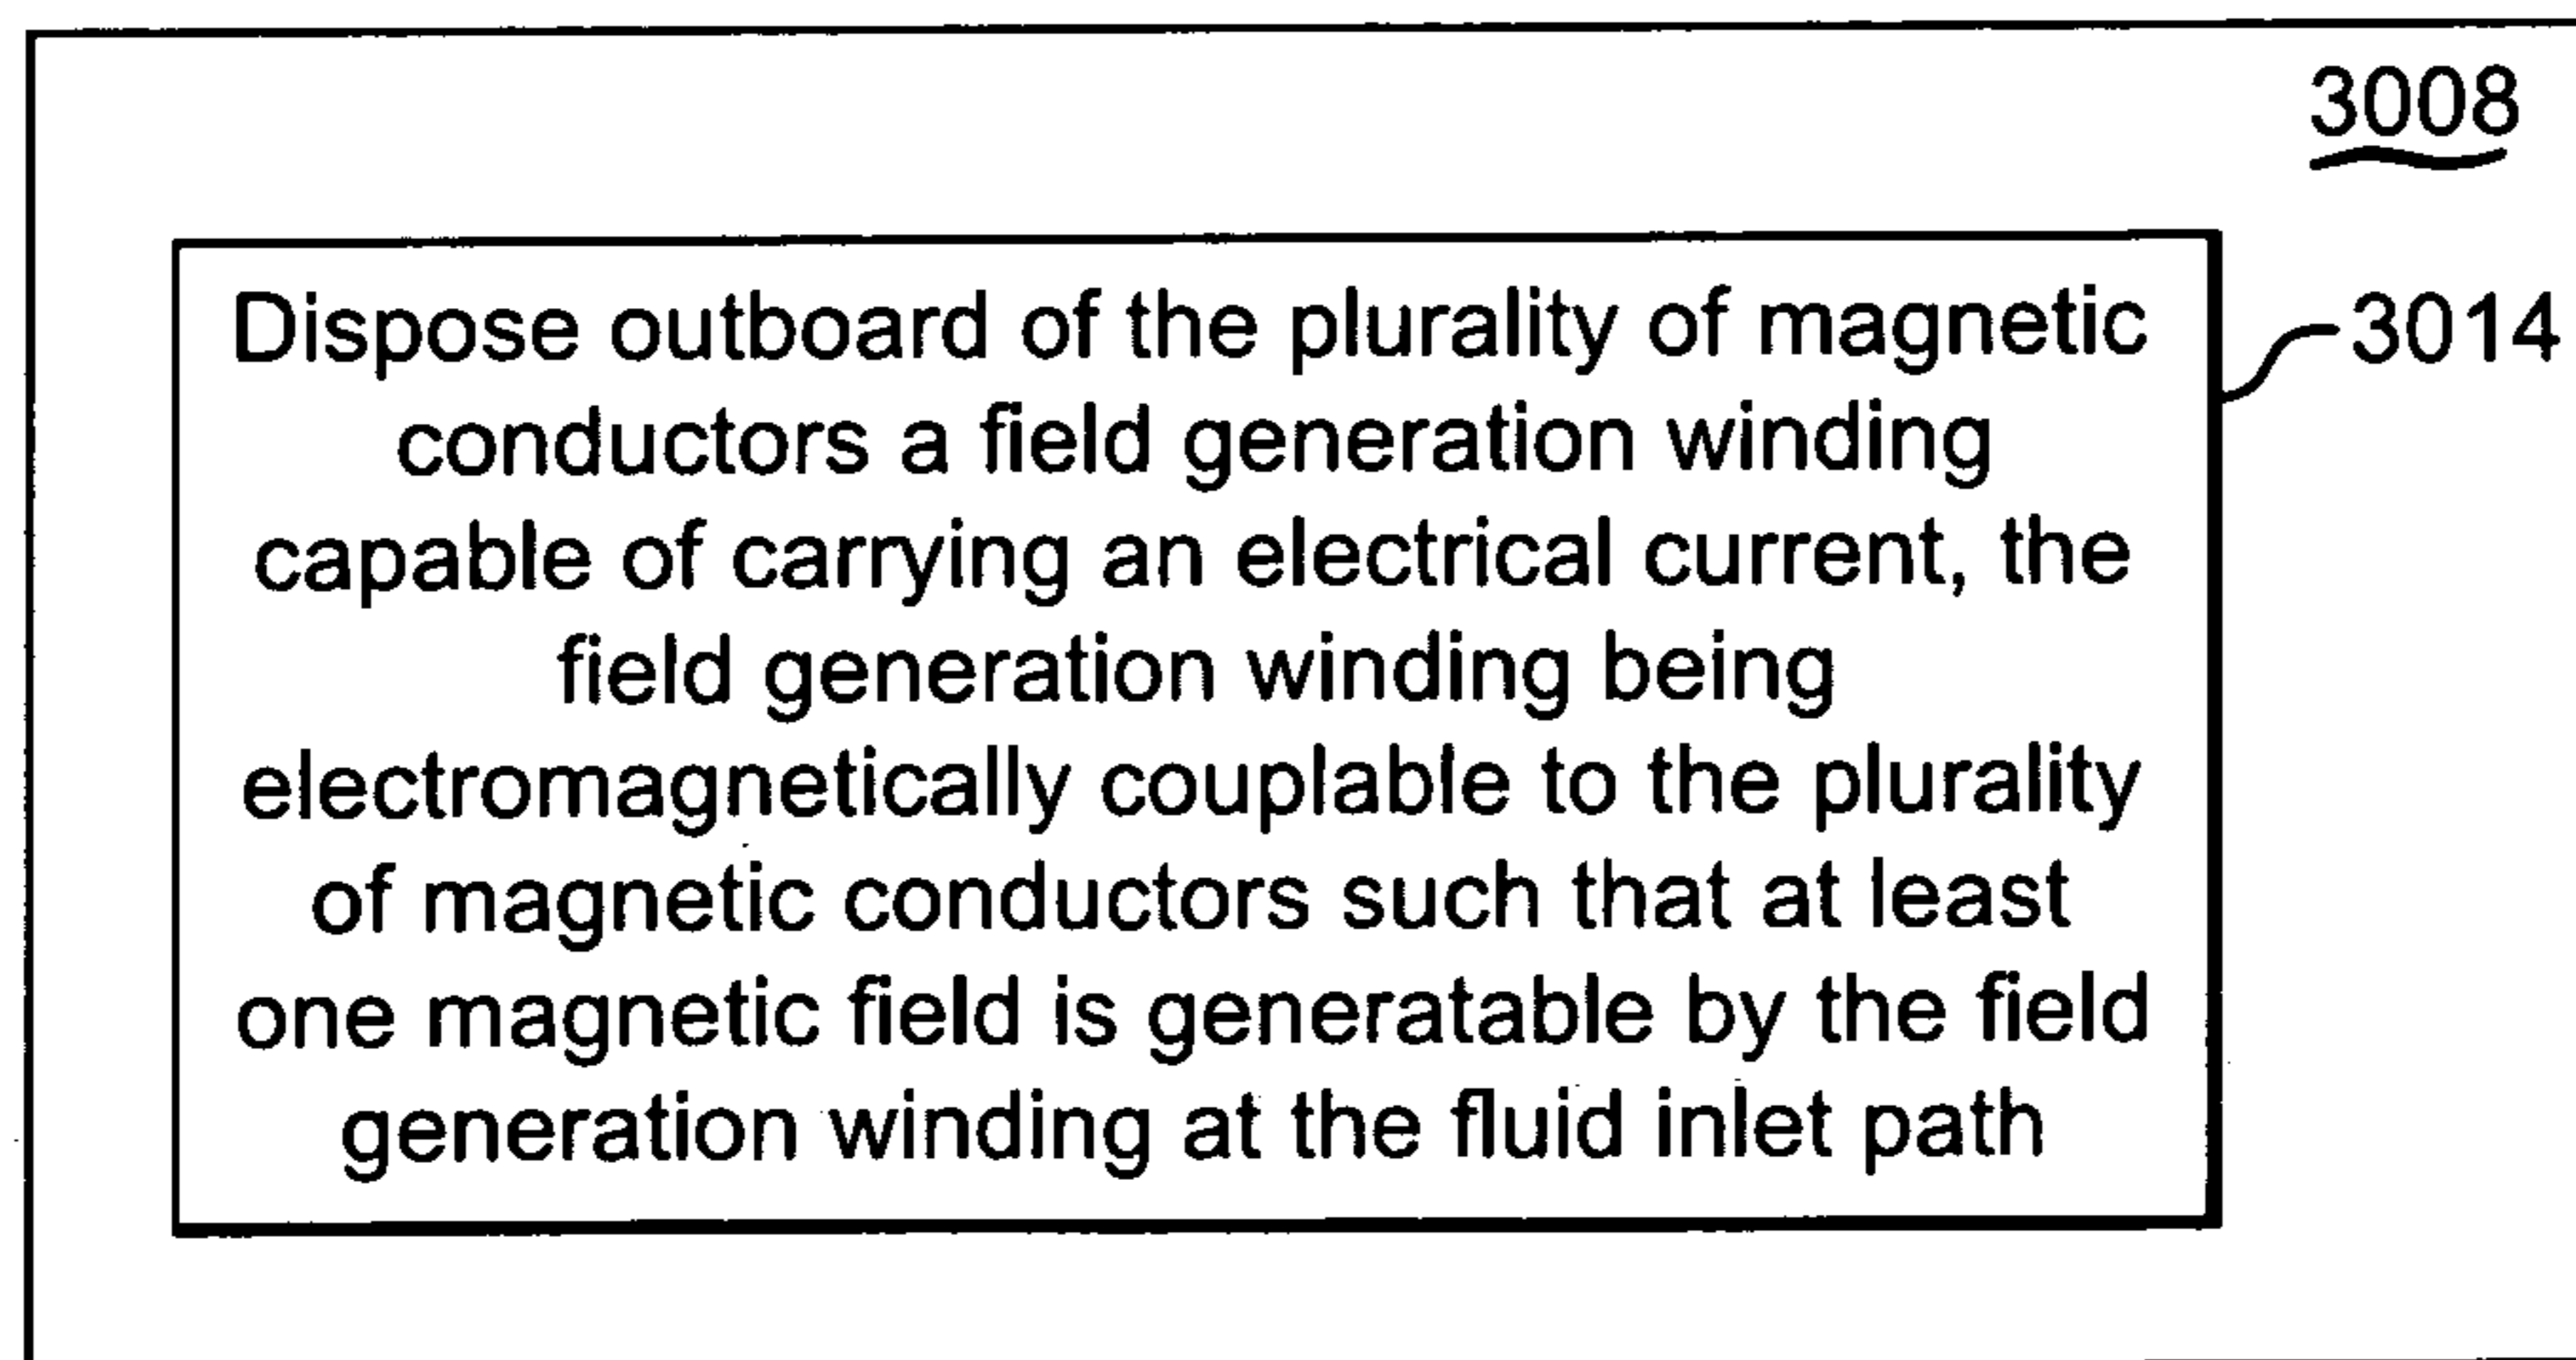 3008
Dispose outboard of the plurality of magnetic
conductors a field generation winding
capable of carrying an electrical current, the
field generation winding being
electromagnetically couplable to the plurality
of magnetic conductors such that at least
one magnetic field is generatable by the field
generation winding at the fluid inlet path
3014